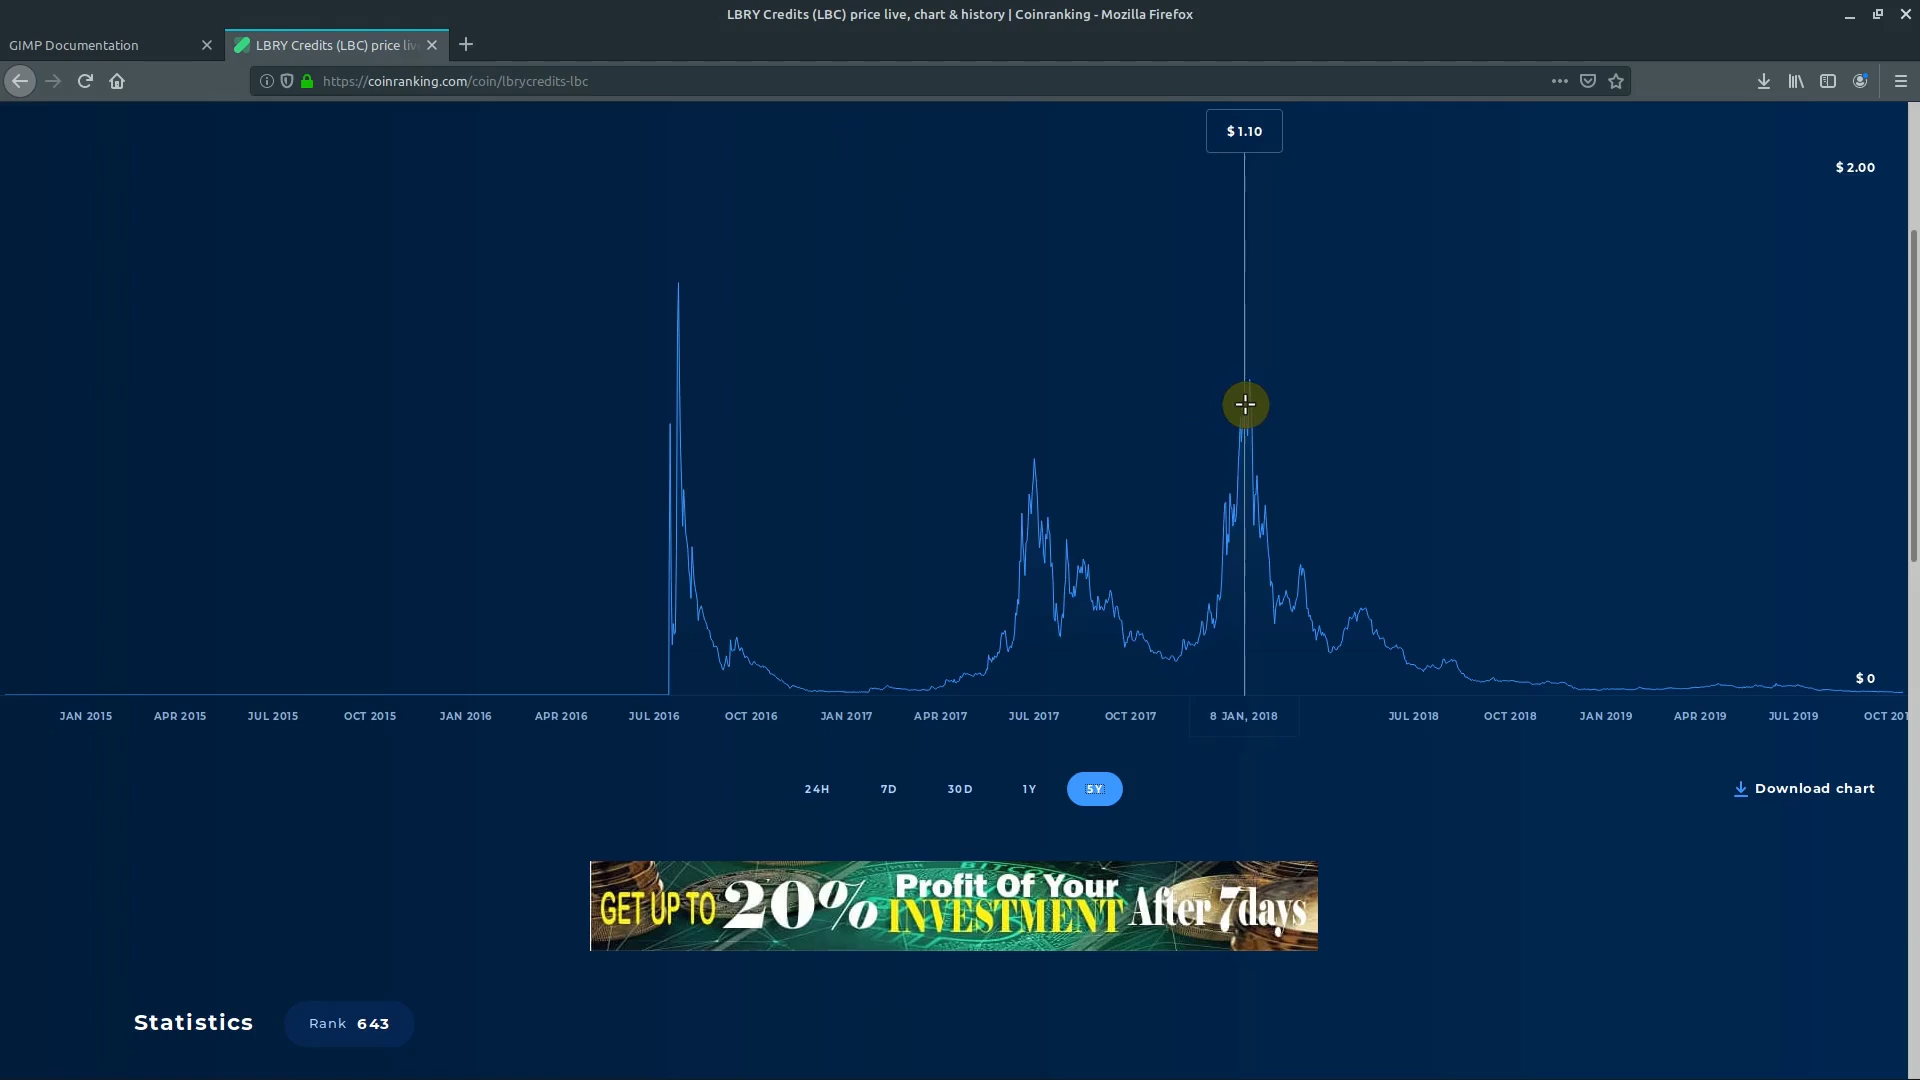 LBRY Credits (LBC) price live, chart & history | Coinranking - Mozilla Firefox
GIMP Documentation
LBRY Credits (LBC) price liv
https://coinranking.com/coin/lbrycredits-lbc
$ 1.10
$ 2.00
$ 0
JAN 2015 APR 2015 JUL 2015 OCT 2015 JAN 2016 APR 2016 JUL 2016 OCT 2016 JAN 2017 APR 2017 JUL 2017 OCT 2017 8 JAN, 2018 JUL 2018 OCT 2018 JAN 2019 APR 2019 JUL 2019 OCT 201
24H 7D 30D 1Y 5Y
Download chart
GET UP TO 20% Profit Of Your INVESTMENT After 7days
Statistics
Rank 643